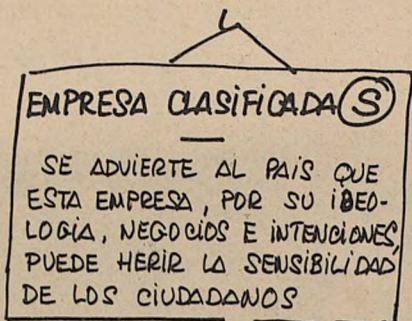 EMPRESA CLASIFICADA S
SE ADVIERTE AL PAIS QUE
ESTA EMPRESA, POR SU IDEO-
LOGIA, NEGOCIOS E INTENCIONES,
PUEDE HERIR LA SENSIBILIDAD
DE LOS CIUDADANOS